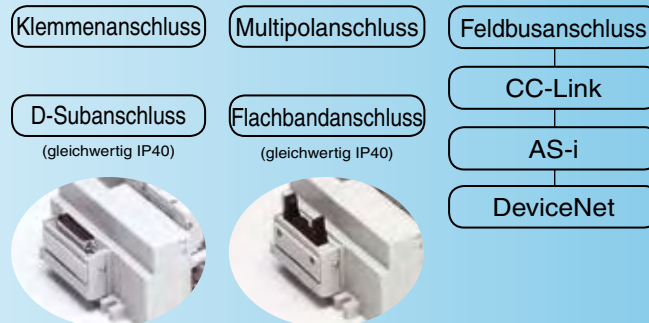 Klemmenanschluss
Multipolanschluss
Feldbusanschluss
CC-Link
AS-i
DeviceNet
D-Subanschluss
(gleichwertig IP40)
Flachbandanschluss
(gleichwertig IP40)